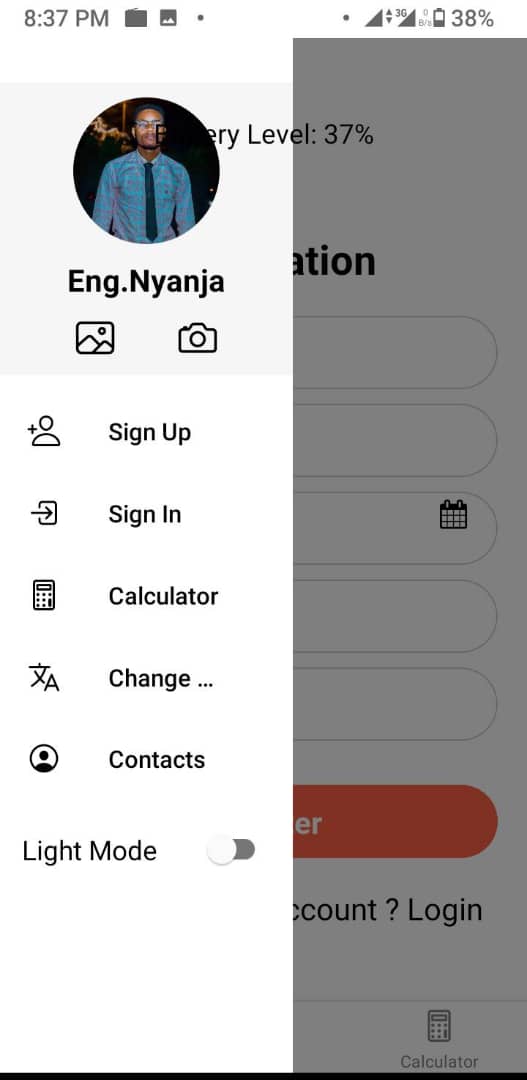 8:37 PM
3G
0
B/s
38%
ery Level: 37%
ation
Eng.Nyanja
Sign Up
Sign In
Calculator
Change ...
Contacts
er
Light Mode
ccount ? Login
Calculator